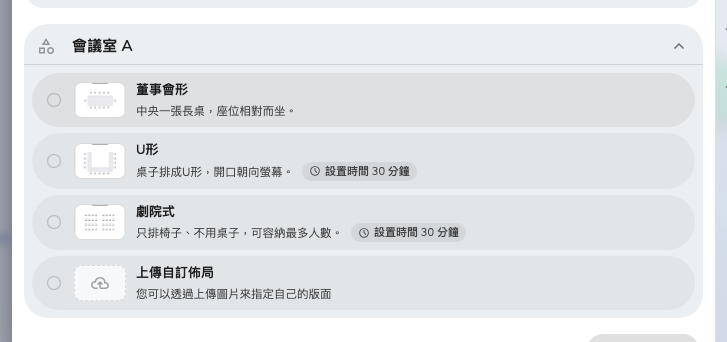 會議室 A
董事會形
中央一張長桌，座位相對而坐。
U形
桌子排成U形，開口朝向螢幕。 設置時間 30 分鐘
劇院式
只排椅子、不用桌子，可容納最多人數。 設置時間 30 分鐘
上傳自訂佈局
您可以透過上傳圖片來指定自己的版面